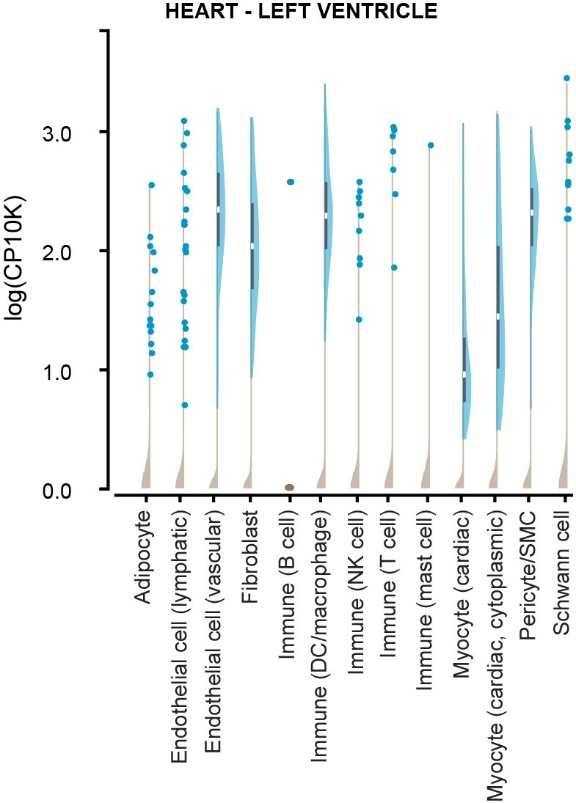 HEART - LEFT VENTRICLE
log(CP10K)
3.0
2.0
1.0
0.0
Adipocyte
Endothelial cell (lymphatic)
Endothelial cell (vascular)
Fibroblast
Immune (B cell)
Immune (DC/macrophage)
Immune (NK cell)
Immune (T cell)
Immune (mast cell)
Myocyte (cardiac)
Myocyte (cardiac, cytoplasmic)
Pericyte/SMC
Schwann cell